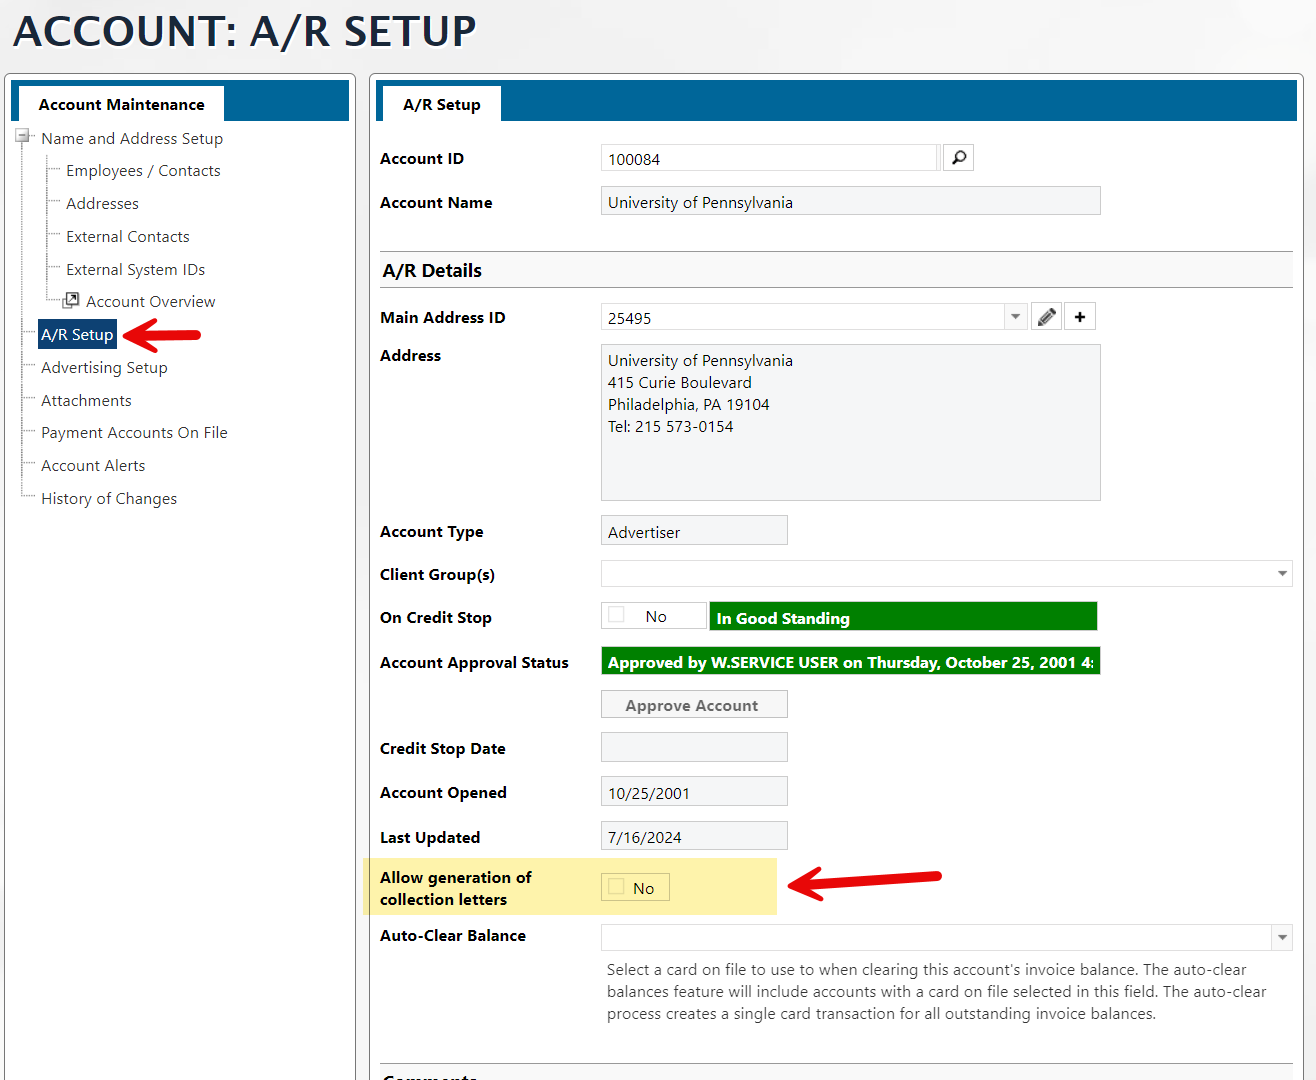 ACCOUNT: A/R SETUP
Account Maintenance
Name and Address Setup
Employees / Contacts
Addresses
External Contacts
External System IDs
Account Overview
A/R Setup
Advertising Setup
Attachments
Payment Accounts On File
Account Alerts
History of Changes
A/R Setup
Account ID
100084
Account Name
University of Pennsylvania
A/R Details
Main Address ID
25495
Address
University of Pennsylvania
415 Curie Boulevard
Philadelphia, PA 19104
Tel: 215 573-0154
Account Type
Advertiser
Client Group(s)
On Credit Stop
No
In Good Standing
Account Approval Status
Approved by W.SERVICE USER on Thursday, October 25, 2001 4:
Approve Account
Credit Stop Date
Account Opened
10/25/2001
Last Updated
7/16/2024
Allow generation of
collection letters
No
Auto-Clear Balance
Select a card on file to use to when clearing this account's invoice balance. The auto-clear
balances feature will include accounts with a card on file selected in this field. The auto-clear
process creates a single card transaction for all outstanding invoice balances.
Comments